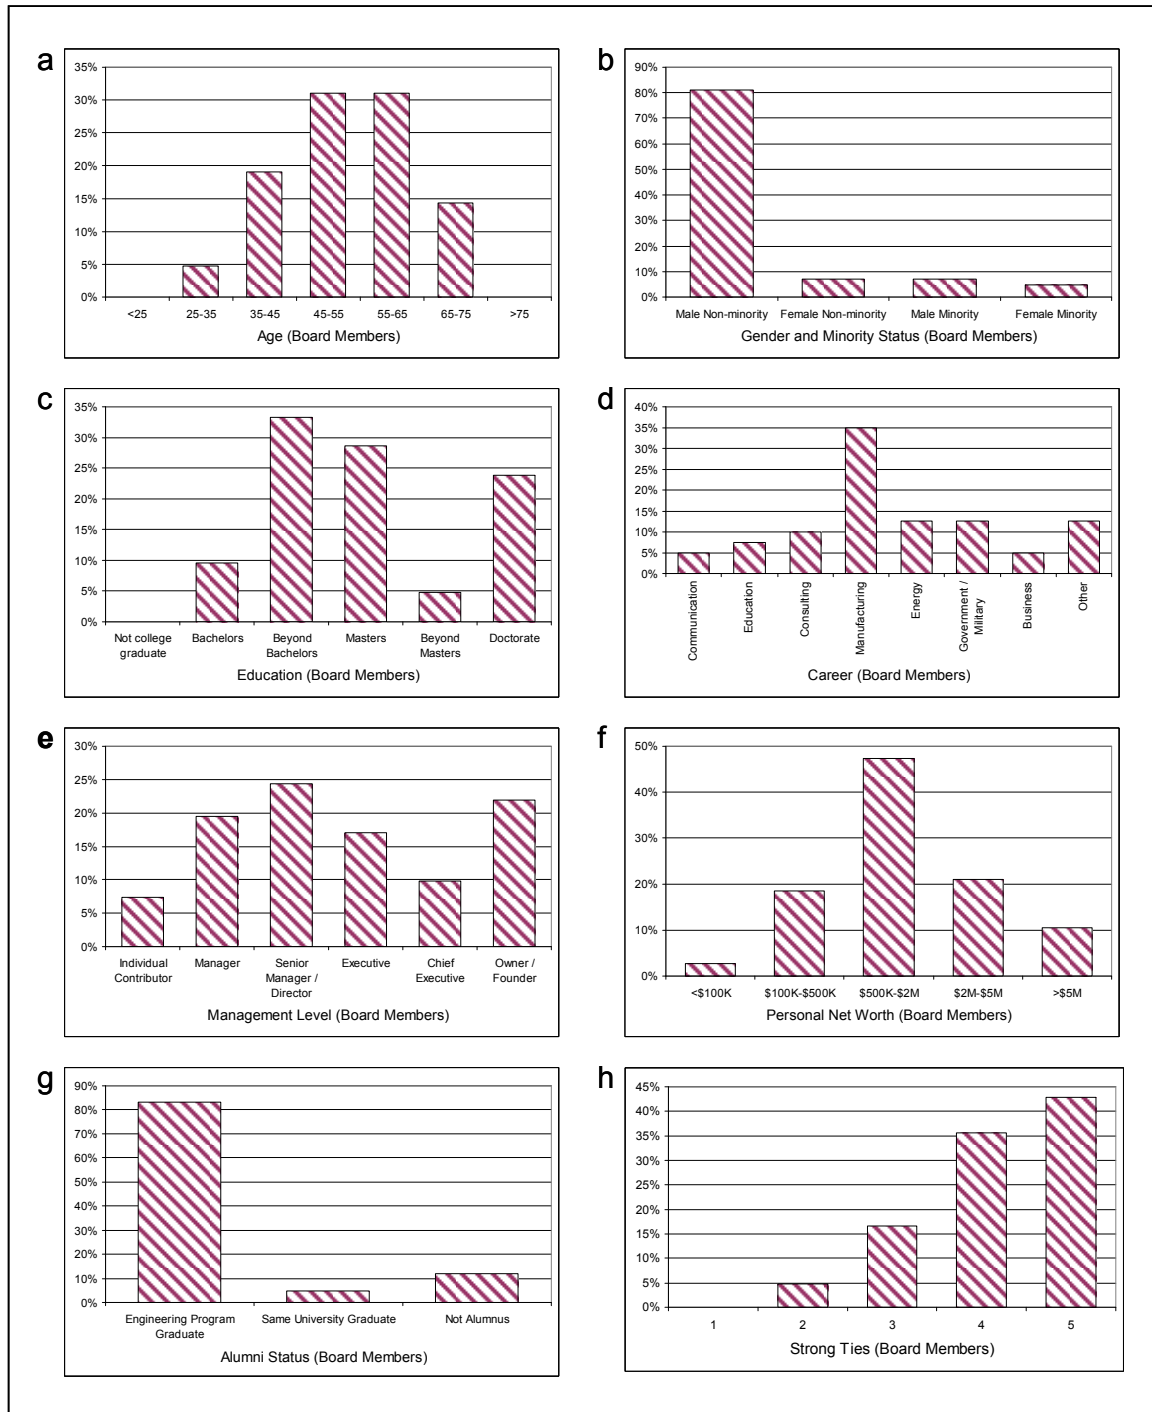 a
35%
30%
25%
20%
15%
10%
5%
0%
<25 25-35 35-45 45-55 55-65 65-75 >75
Age (Board Members)
b
90%
80%
70%
60%
50%
40%
30%
20%
10%
0%
Male Non-minority Female Non-minority Male Minority Female Minority
Gender and Minority Status (Board Members)
c
35%
30%
25%
20%
15%
10%
5%
0%
Not college Bachelors Beyond Masters Beyond Doctorate
graduate Bachelors Masters
Education (Board Members)
d
40%
35%
30%
25%
20%
15%
10%
5%
0%
Communication
Education
Consulting
Manufacturing
Energy
Government /
Military
Business
Other
Career (Board Members)
e
30%
25%
20%
15%
10%
5%
0%
Individual Manager Senior Executive Chief Owner /
Contributor Manager / Executive Founder
Director
Management Level (Board Members)
f
50%
40%
30%
20%
10%
0%
<$100K $100K-$500K $500K-$2M $2M-$5M >$5M
Personal Net Worth (Board Members)
g
90%
80%
70%
60%
50%
40%
30%
20%
10%
0%
Engineering Program Same University Graduate Not Alumnus
Graduate
Alumni Status (Board Members)
h
45%
40%
35%
30%
25%
20%
15%
10%
5%
0%
1 2 3 4 5
Strong Ties (Board Members)